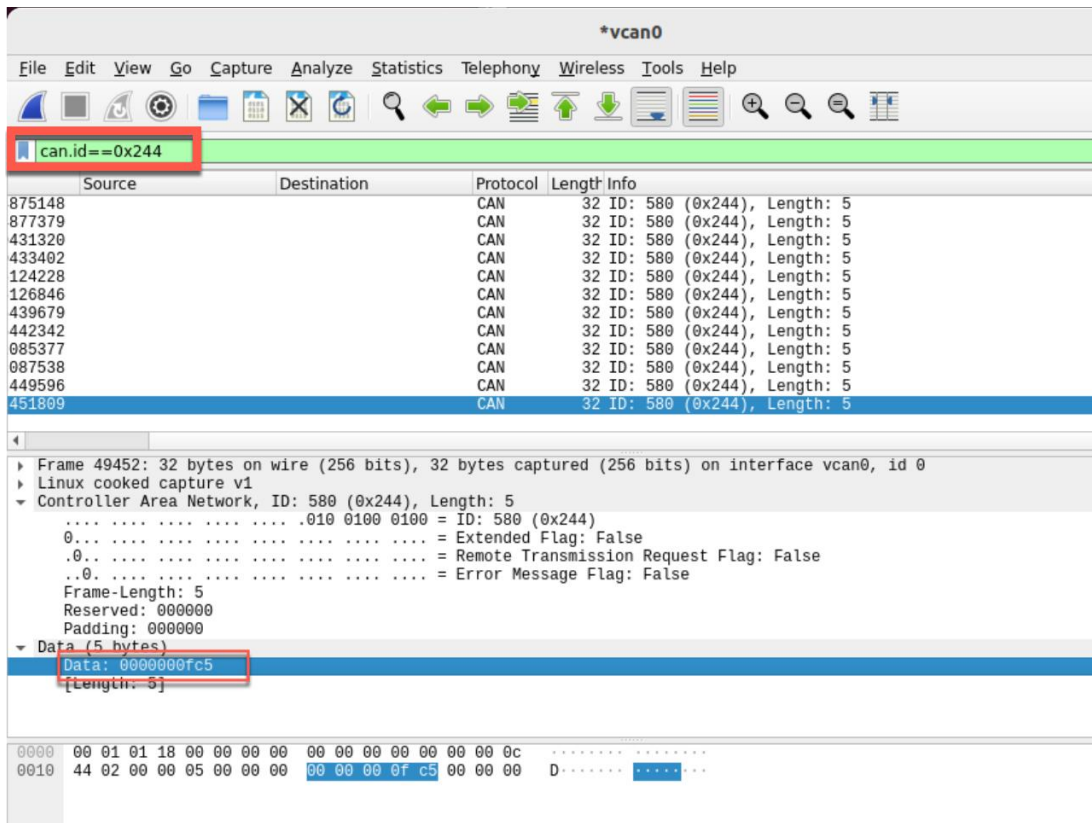 *vcan0
File Edit View Go Capture Analyze Statistics Telephony Wireless Tools Help
can.id==0x244
Source Destination Protocol Length Info
875148 CAN 32 ID: 580 (0x244), Length: 5
877379 CAN 32 ID: 580 (0x244), Length: 5
431320 CAN 32 ID: 580 (0x244), Length: 5
433402 CAN 32 ID: 580 (0x244), Length: 5
124228 CAN 32 ID: 580 (0x244), Length: 5
126846 CAN 32 ID: 580 (0x244), Length: 5
439679 CAN 32 ID: 580 (0x244), Length: 5
442342 CAN 32 ID: 580 (0x244), Length: 5
085377 CAN 32 ID: 580 (0x244), Length: 5
087538 CAN 32 ID: 580 (0x244), Length: 5
449596 CAN 32 ID: 580 (0x244), Length: 5
451809 CAN 32 ID: 580 (0x244), Length: 5
Frame 49452: 32 bytes on wire (256 bits), 32 bytes captured (256 bits) on interface vcan0, id 0
Linux cooked capture v1
Controller Area Network, ID: 580 (0x244), Length: 5
.... .... .... .... .... .010 0100 0100 = ID: 580 (0x244)
0... .... .... .... .... .... .... .... = Extended Flag: False
.0.. .... .... .... .... .... .... .... = Remote Transmission Request Flag: False
..0. .... .... .... .... .... .... .... = Error Message Flag: False
Frame-Length: 5
Reserved: 000000
Padding: 000000
Data (5 bytes)
Data: 0000000fc5
[Length: 5]
0000 00 01 01 18 00 00 00 00 00 00 00 00 00 00 00 0c ········ ········
0010 44 02 00 00 05 00 00 00 00 00 00 0f c5 00 00 00 D······· ········